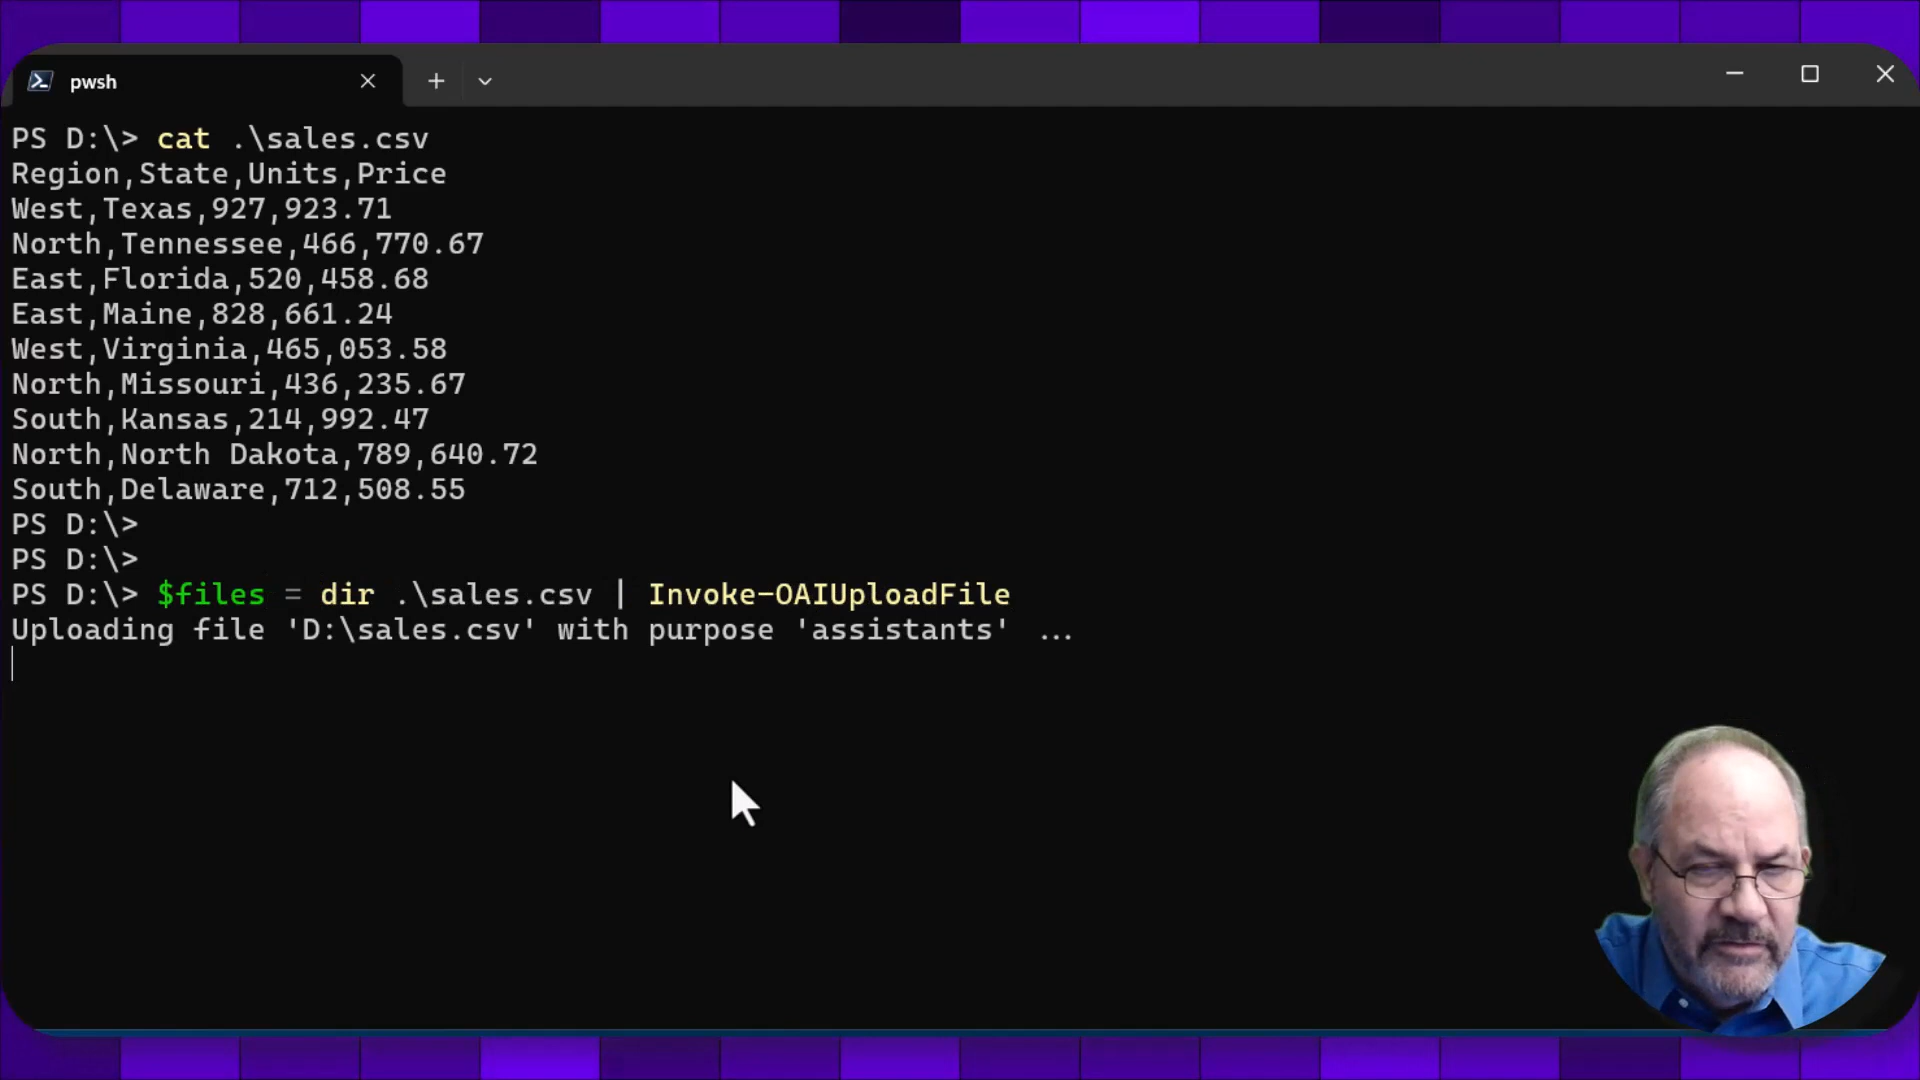 pwsh
PS D:\> cat .\sales.csv
Region,State,Units,Price
West,Texas,927,923.71
North,Tennessee,466,770.67
East,Florida,520,458.68
East,Maine,828,661.24
West,Virginia,465,053.58
North,Missouri,436,235.67
South,Kansas,214,992.47
North,North Dakota,789,640.72
South,Delaware,712,508.55
PS D:\>
PS D:\>
PS D:\> $files = dir .\sales.csv | Invoke-OAIUploadFile
Uploading file 'D:\sales.csv' with purpose 'assistants' ...